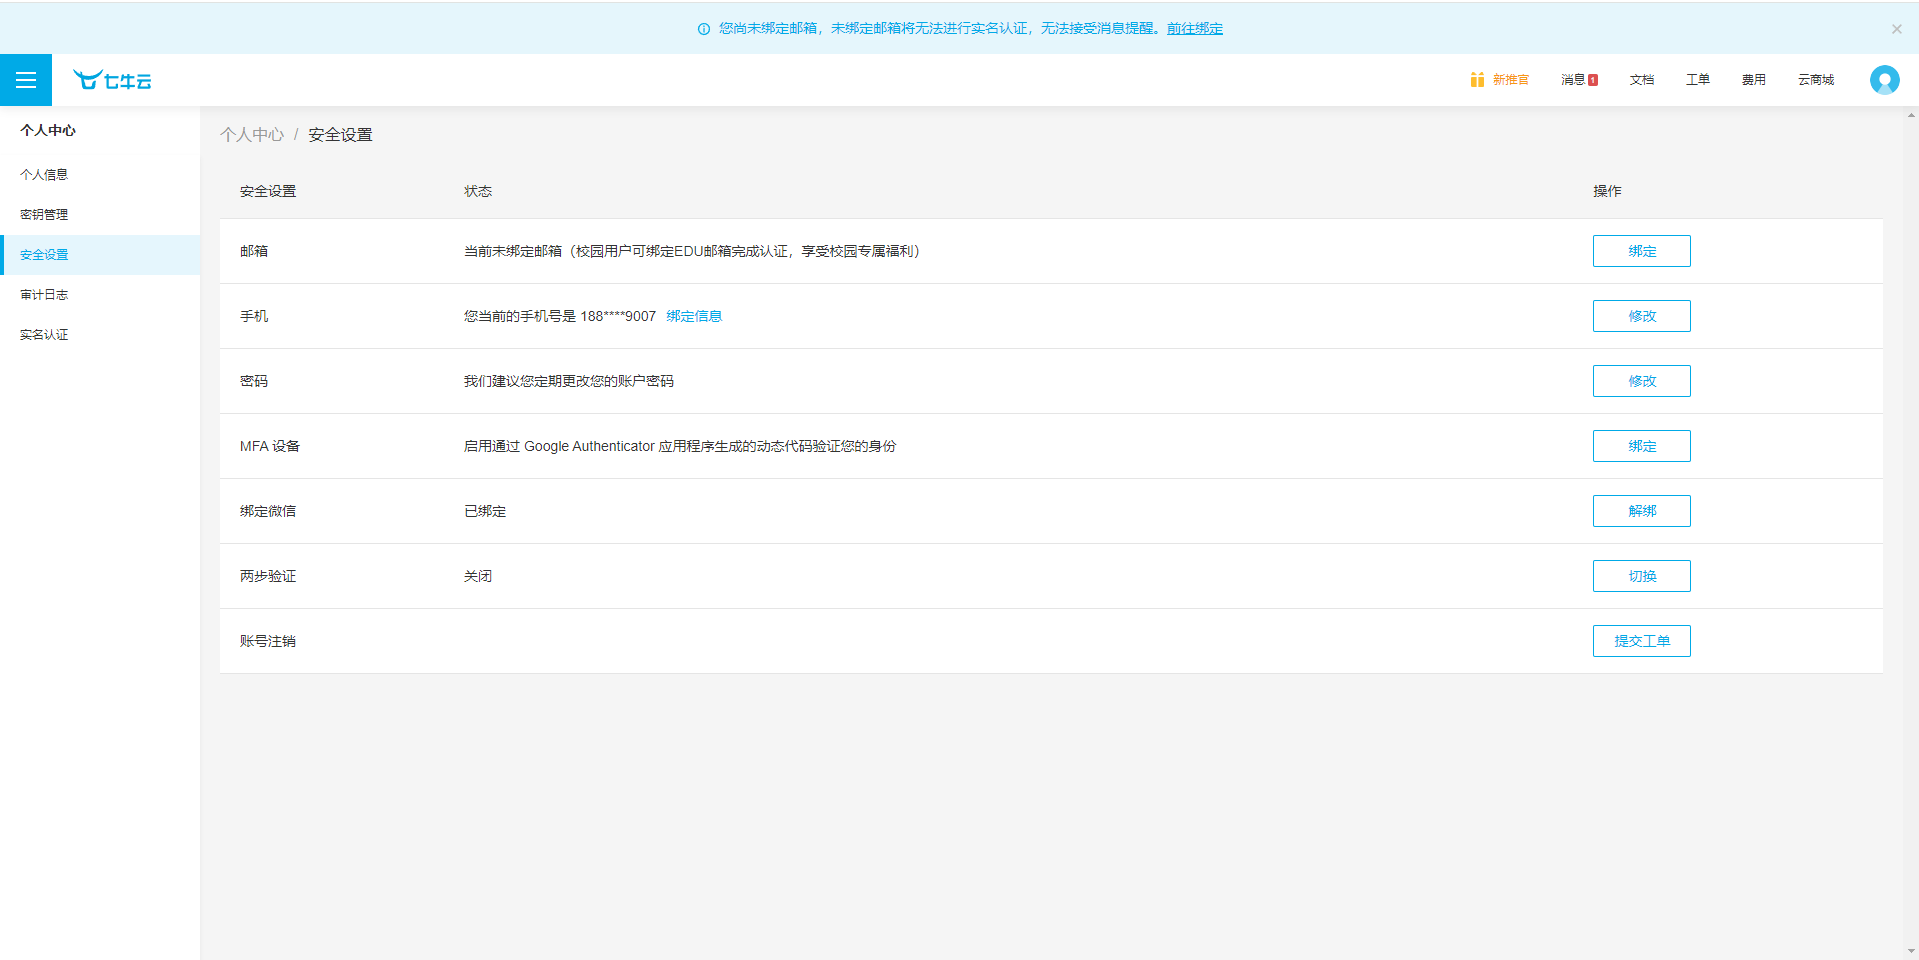 您尚未绑定邮箱，未绑定邮箱将无法进行实名认证，无法接受消息提醒。前往绑定
七牛云
新推官 消息 1 文档 工单 费用 云商城
个人中心
个人信息
密钥管理
安全设置
审计日志
实名认证
个人中心 / 安全设置
安全设置 状态 操作
邮箱 当前未绑定邮箱（校园用户可绑定EDU邮箱完成认证，享受校园专属福利） 绑定
手机 您当前的手机号是 188****9007 绑定信息 修改
密码 我们建议您定期更改您的账户密码 修改
MFA 设备 启用通过 Google Authenticator 应用程序生成的动态代码验证您的身份 绑定
绑定微信 已绑定 解绑
两步验证 关闭 切换
账号注销 提交工单